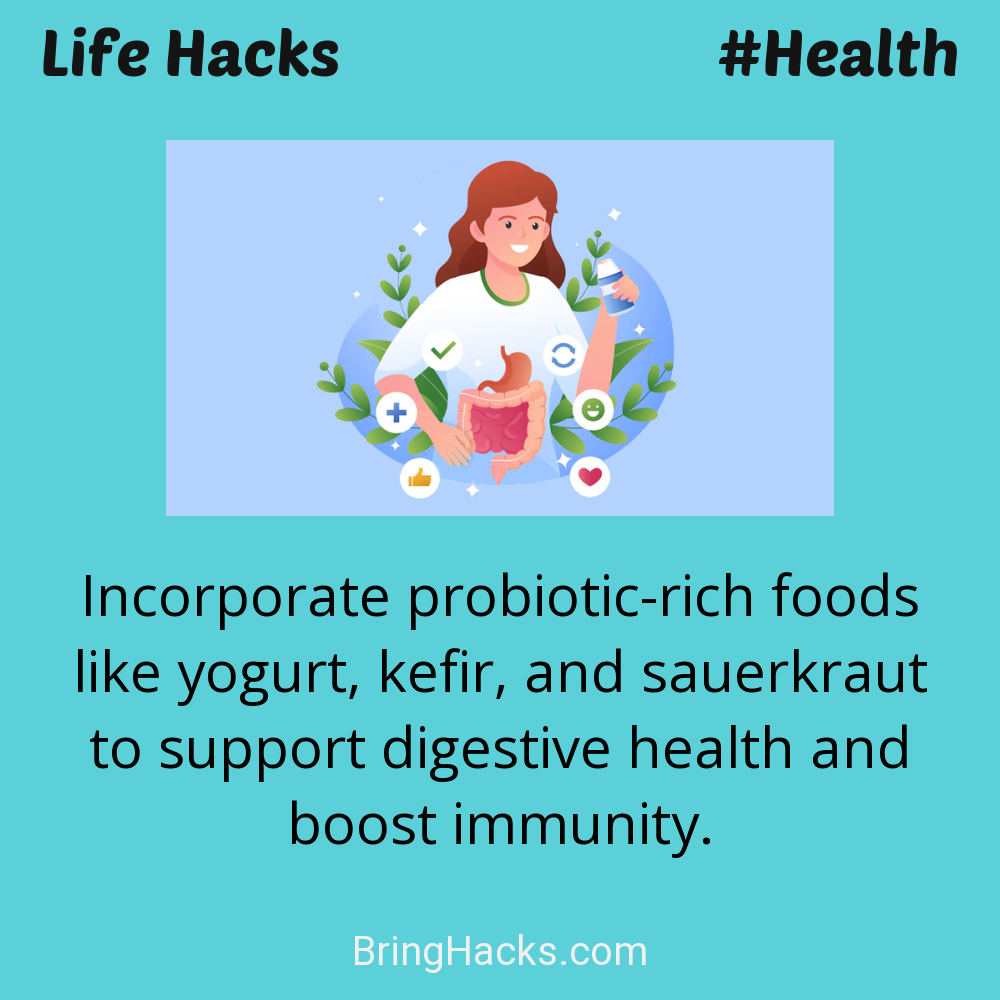 Life Hacks #Health
Incorporate probiotic-rich foods
like yogurt, kefir, and sauerkraut
to support digestive health and
boost immunity.
BringHacks.com